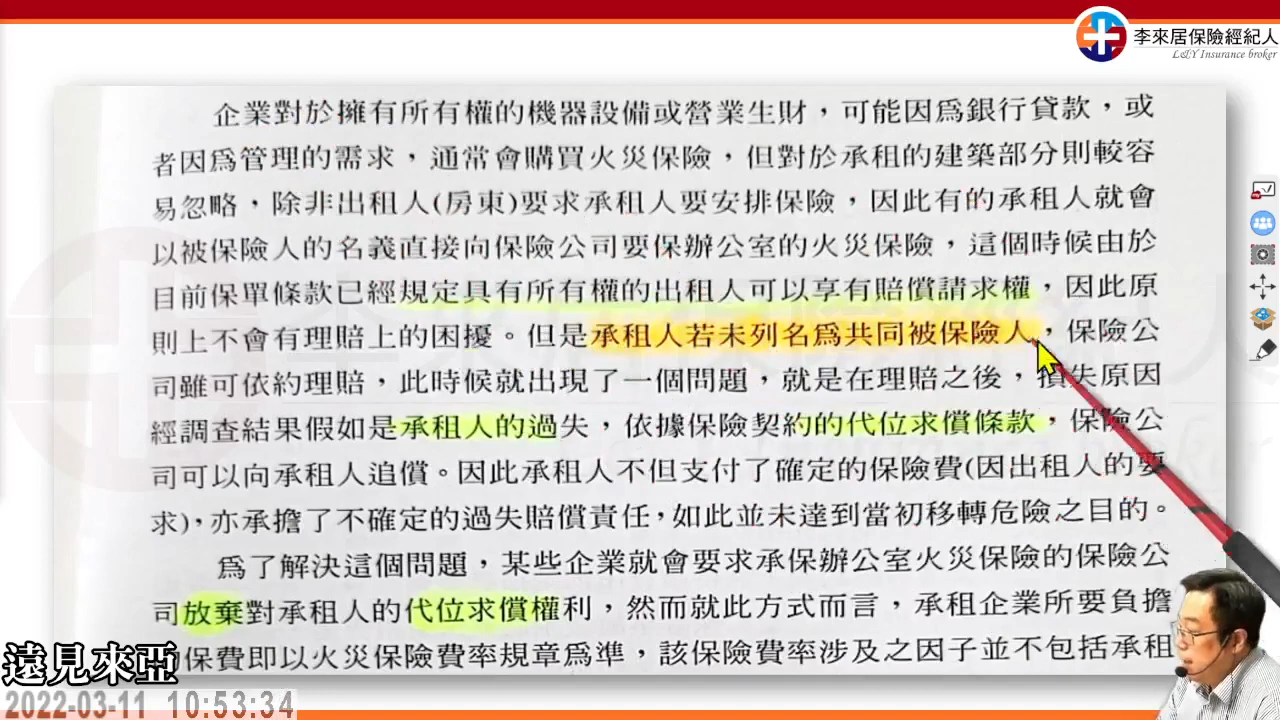 李來居保險經紀人
L&Y Insurance broker
企業對於擁有所有權的機器設備或營業生財，可能因為銀行貸款，或
者因為管理的需求，通常會購買火災保險，但對於承租的建築部分則較容
易忽略，除非出租人(房東)要求承租人要安排保險，因此有的承租人就會
以被保險人的名義直接向保險公司要保辦公室的火災保險，這個時候由於
目前保單條款已經規定具有所有權的出租人可以享有賠償請求權，因此原
則上不會有理賠上的困擾。但是承租人若未列名為共同被保險人，保險公
司雖可依約理賠，此時候就出現了一個問題，就是在理賠之後，損失原因
經調查結果假如是承租人的過失，依據保險契約的代位求償條款，保險公
司可以向承租人追償。因此承租人不但支付了確定的保險費(因出租人的要
求)，亦承擔了不確定的過失賠償責任，如此並未達到當初移轉危險之目的。
為了解決這個問題，某些企業就會要求承保辦公室火災保險的保險公
司放棄對承租人的代位求償權利，然而就此方式而言，承租企業所要負擔
保費即以火災保險費率規章為準，該保險費率涉及之因子並不包括承租
遠見來亞
2022-03-11 10:53:34